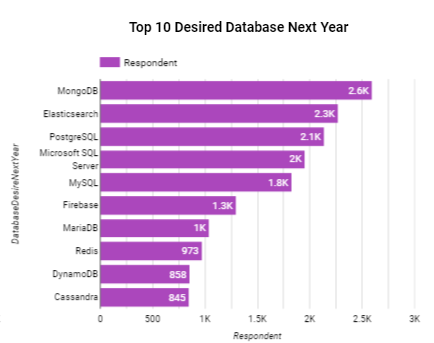 Top 10 Desired Database Next Year
Respondent
DatabaseDesireNextYear
MongoDB 2.6K
Elasticsearch 2.3K
PostgreSQL 2.1K
Microsoft SQL
Server 2K
MySQL 1.8K
Firebase 1.3K
MariaDB 1K
Redis 973
DynamoDB 858
Cassandra 845
0 500 1K 1.5K 2K 2.5K 3K
Respondent